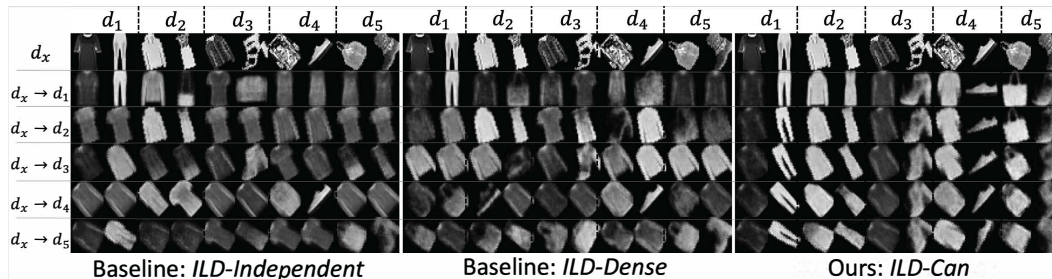 d₁ d₂ d₃ d₄ d₅ d₁ d₂ d₃ d₄ d₅ d₁ d₂ d₃ d₄ d₅
dₓ
dₓ → d₁
dₓ → d₂
dₓ → d₃
dₓ → d₄
dₓ → d₅
Baseline: ILD-Independent Baseline: ILD-Dense Ours: ILD-Can